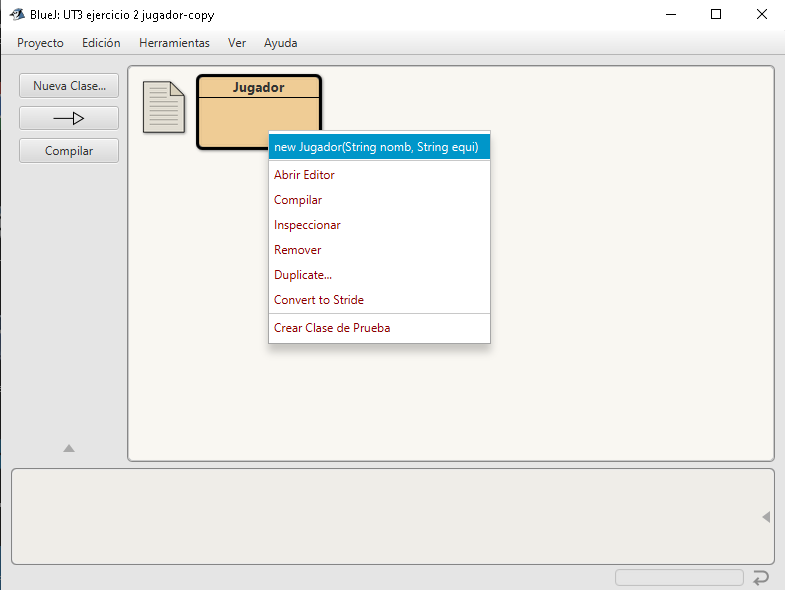 BlueJ: UT3 ejercicio 2 jugador-copy
Proyecto Edición Herramientas Ver Ayuda
Nueva Clase...
Compilar
Jugador
new Jugador(String nomb, String equi)
Abrir Editor
Compilar
Inspeccionar
Remover
Duplicate...
Convert to Stride
Crear Clase de Prueba